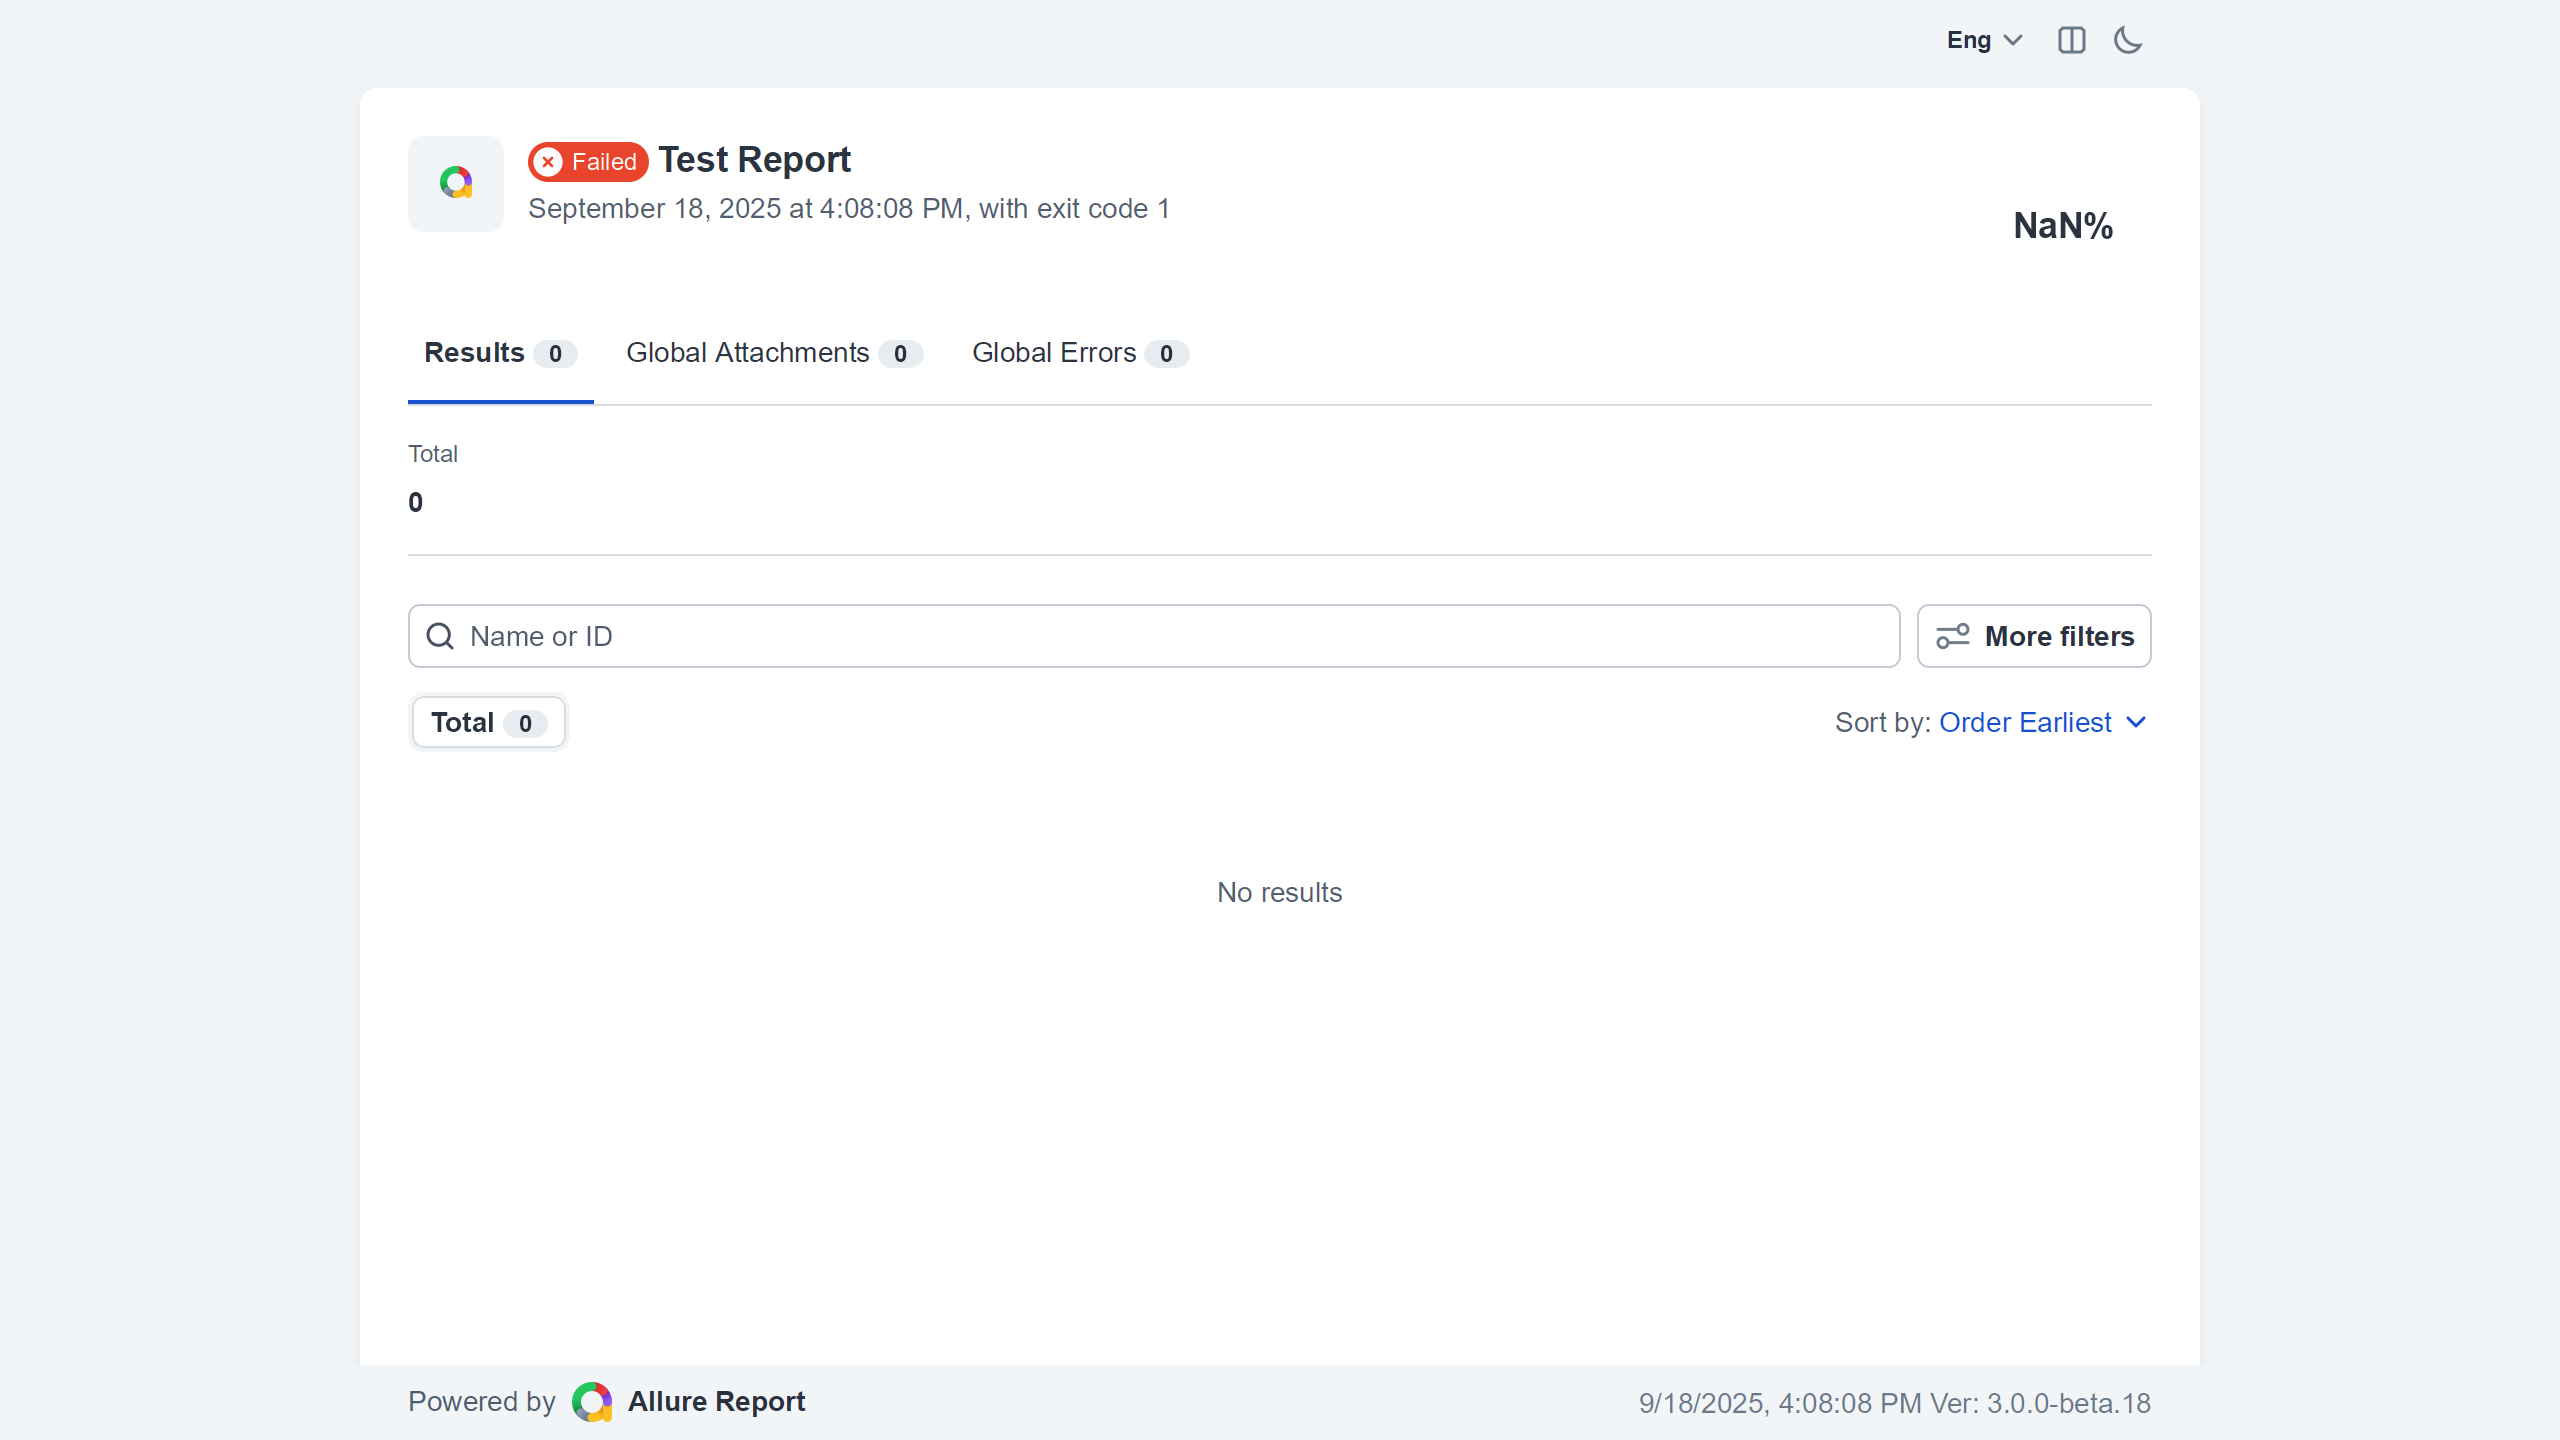 Eng
Failed Test Report
September 18, 2025 at 4:08:08 PM, with exit code 1
NaN%
Results 0 Global Attachments 0 Global Errors 0
Total
0
Name or ID
More filters
Total 0
Sort by: Order Earliest
No results
Powered by Allure Report
9/18/2025, 4:08:08 PM Ver: 3.0.0-beta.18